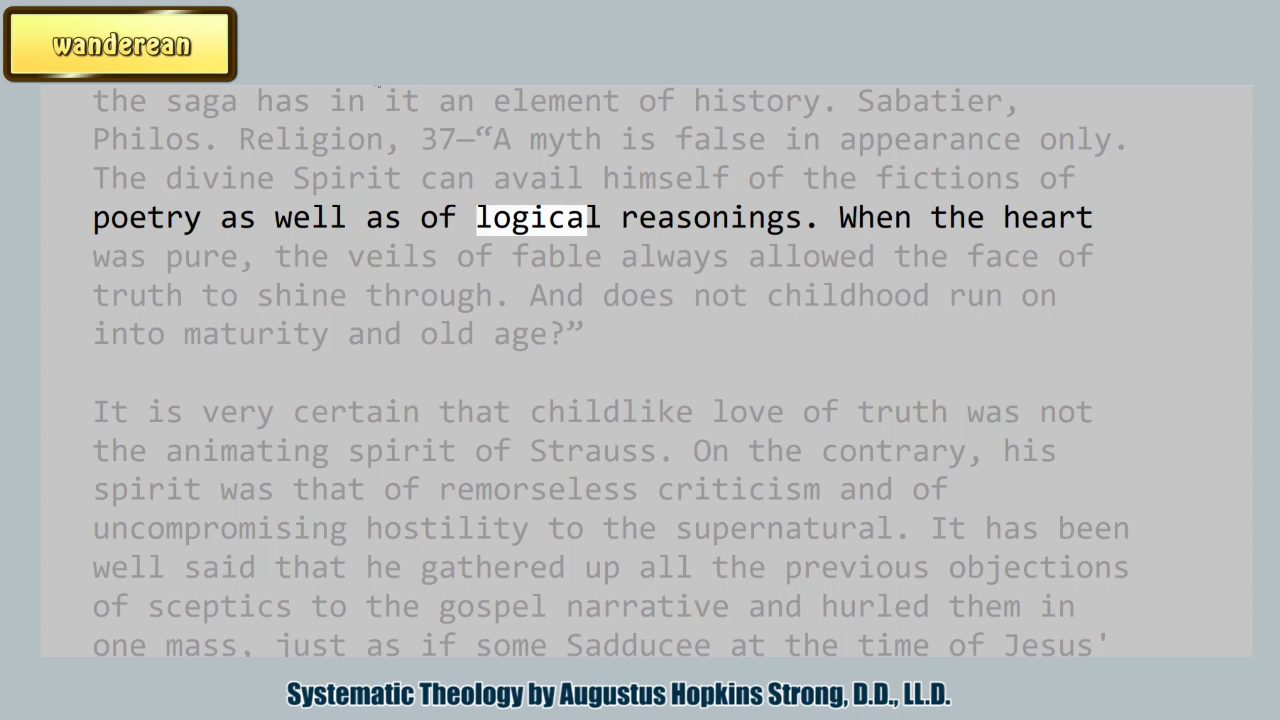 wanderean
the saga has in it an element of history. Sabatier,
Philos. Religion, 37—“A myth is false in appearance only.
The divine Spirit can avail himself of the fictions of
poetry as well as of logical reasonings. When the heart
was pure, the veils of fable always allowed the face of
truth to shine through. And does not childhood run on
into maturity and old age?”
It is very certain that childlike love of truth was not
the animating spirit of Strauss. On the contrary, his
spirit was that of remorseless criticism and of
uncompromising hostility to the supernatural. It has been
well said that he gathered up all the previous objections
of sceptics to the gospel narrative and hurled them in
one mass, just as if some Sadducee at the time of Jesus'
Systematic Theology by Augustus Hopkins Strong, D.D., LL.D.